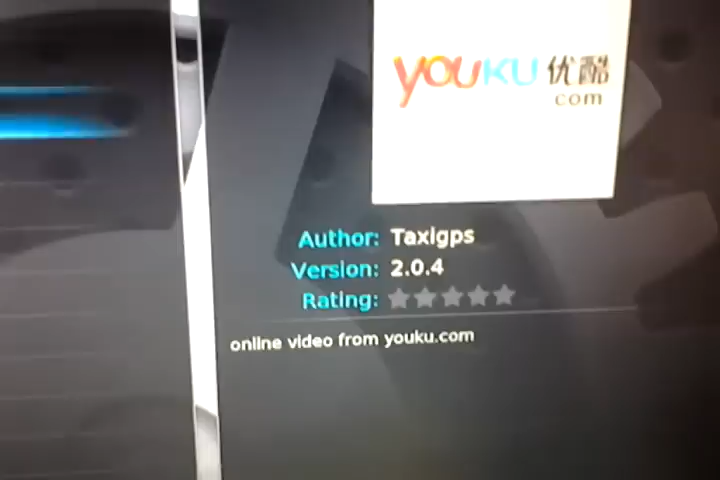 youku 优酷
com
Author: Taxigps
Version: 2.0.4
Rating:
online video from youku.com